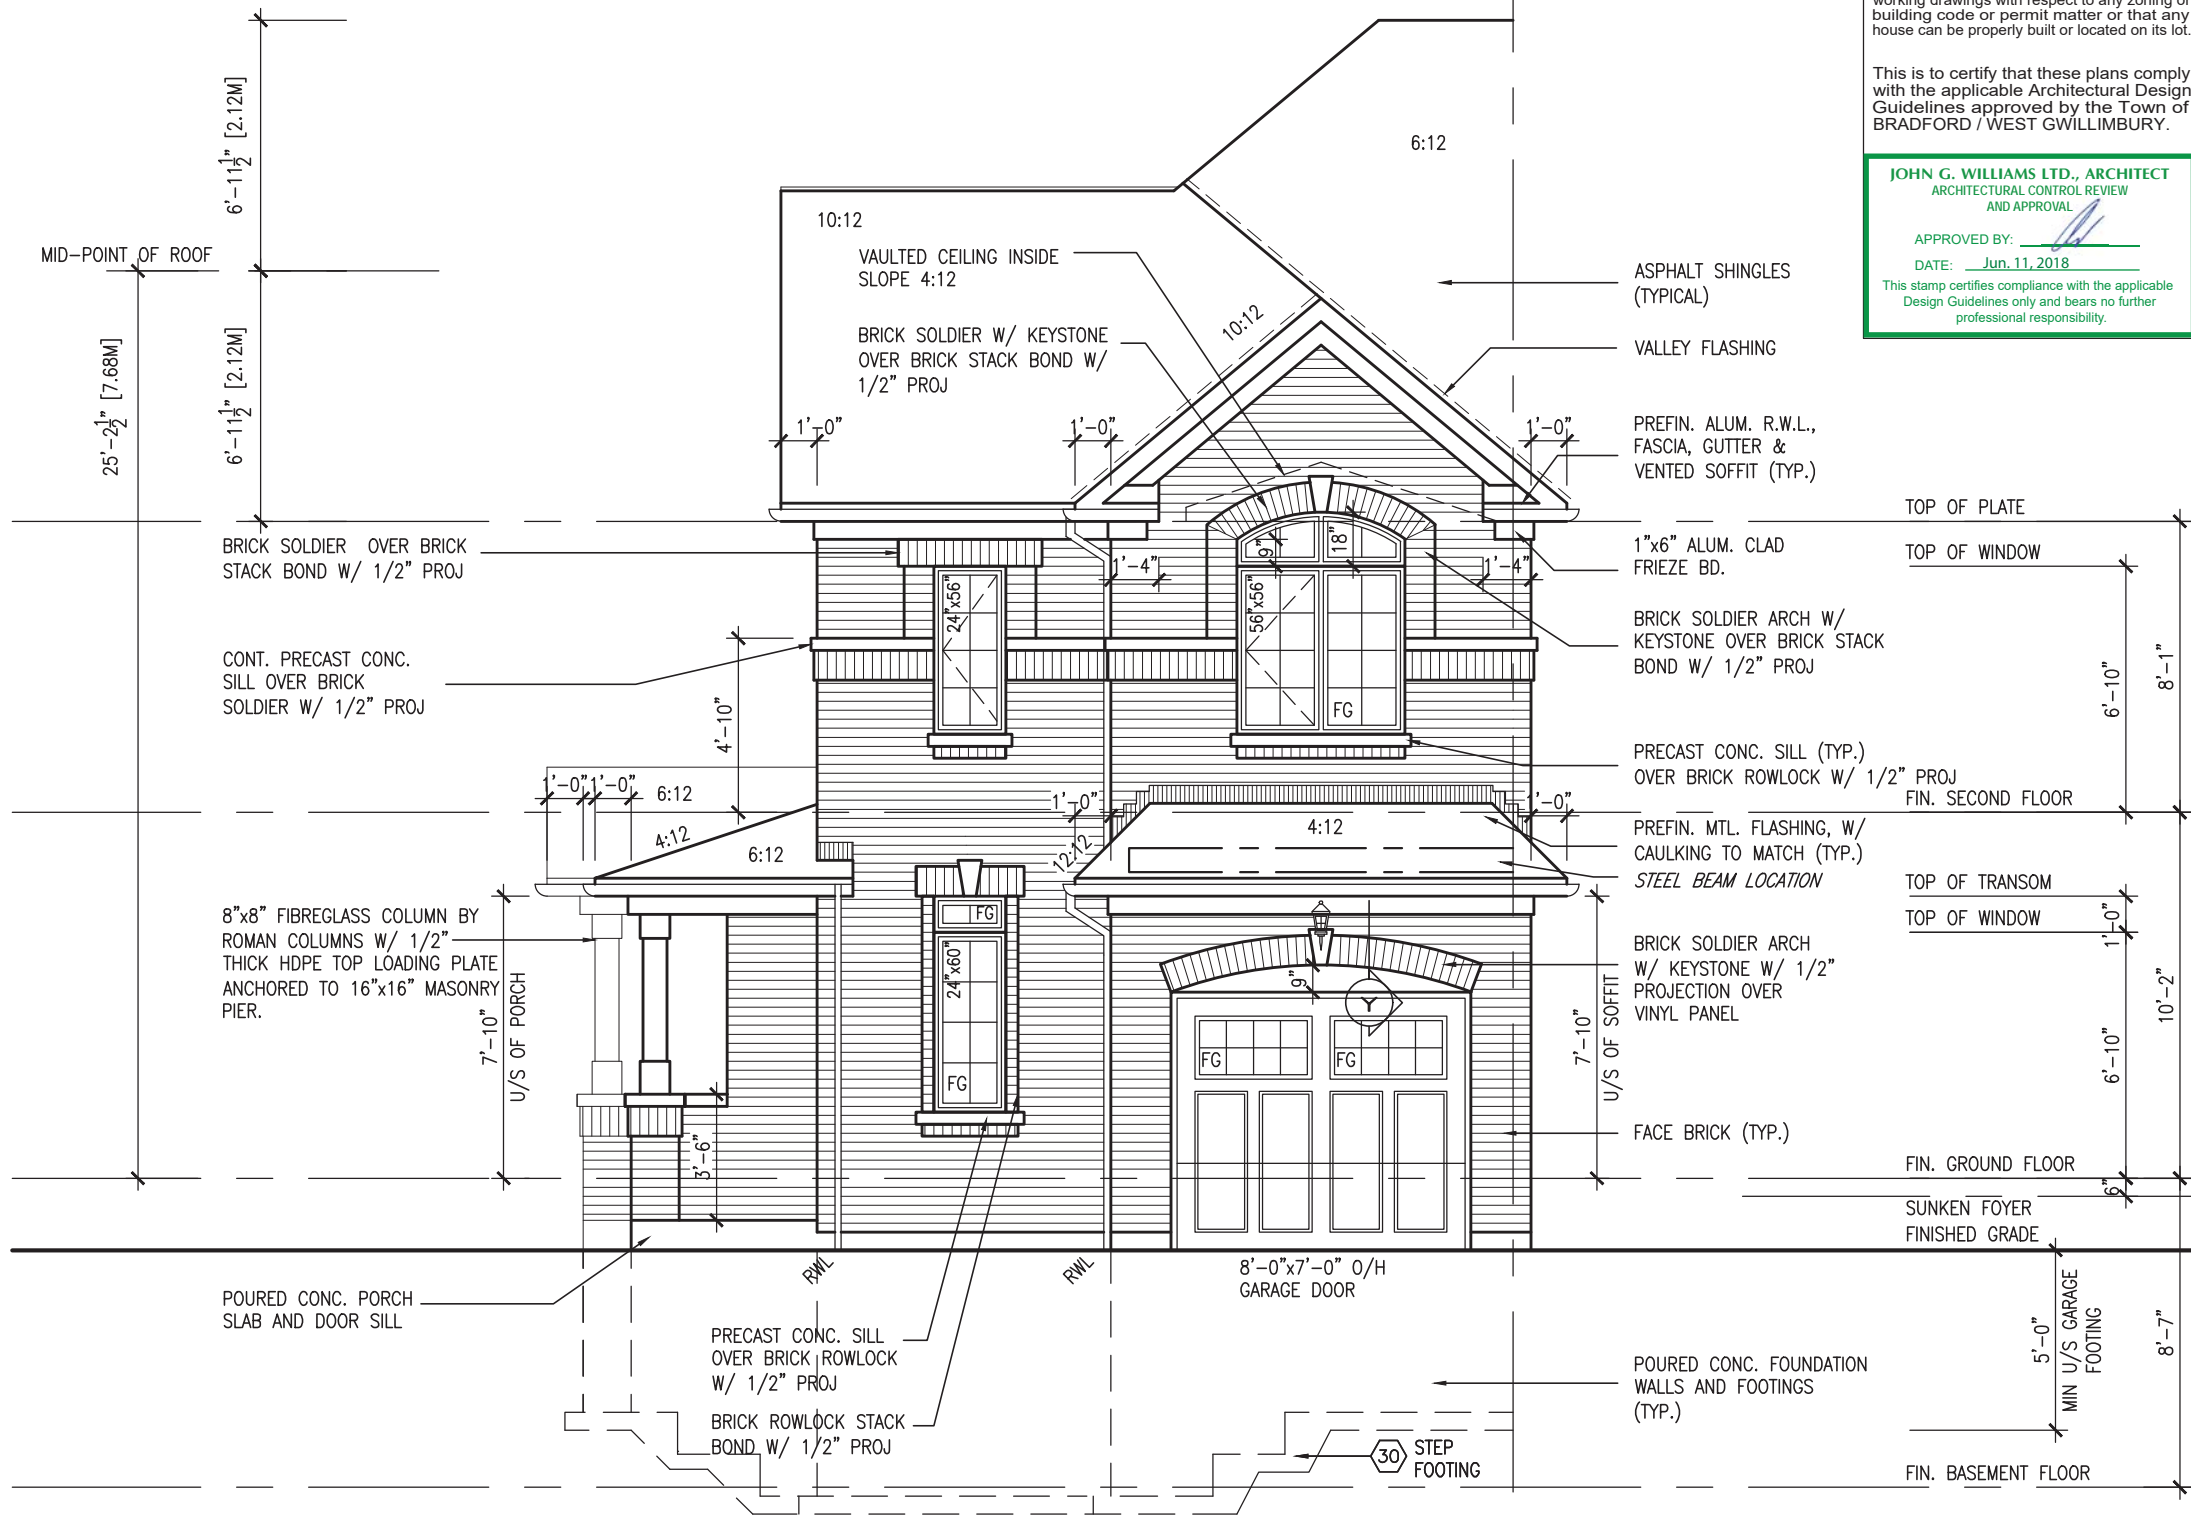 working drawings with respect to any zoning or
building code or permit matter or that any
house can be properly built or located on its lot.
This is to certify that these plans comply
with the applicable Architectural Design
Guidelines approved by the Town of
BRADFORD / WEST GWILLIMBURY.
JOHN G. WILLIAMS LTD., ARCHITECT
ARCHITECTURAL CONTROL REVIEW
AND APPROVAL
APPROVED BY:
DATE: Jun. 11, 2018
This stamp certifies compliance with the applicable
Design Guidelines only and bears no further
professional responsibility.
6'-11 1/2" [2.12M]
MID-POINT OF ROOF
25'-2 1/2" [7.68M]
6'-11 1/2" [2.12M]
6:12
10:12
VAULTED CEILING INSIDE
SLOPE 4:12
BRICK SOLDIER W/ KEYSTONE
OVER BRICK STACK BOND W/
1/2" PROJ
10:12
1'-0"
1'-0"
1'-0"
ASPHALT SHINGLES
(TYPICAL)
VALLEY FLASHING
PREFIN. ALUM. R.W.L.,
FASCIA, GUTTER &
VENTED SOFFIT (TYP.)
TOP OF PLATE
1"x6" ALUM. CLAD
FRIEZE BD.
TOP OF WINDOW
BRICK SOLDIER OVER BRICK
STACK BOND W/ 1/2" PROJ
9"
18"
1'-4"
1'-4"
24"x56"
56"x56"
FG
BRICK SOLDIER ARCH W/
KEYSTONE OVER BRICK STACK
BOND W/ 1/2" PROJ
6'-10"
8'-1"
CONT. PRECAST CONC.
SILL OVER BRICK
SOLDIER W/ 1/2" PROJ
4'-10"
PRECAST CONC. SILL (TYP.)
OVER BRICK ROWLOCK W/ 1/2" PROJ
FIN. SECOND FLOOR
1'-0"
1'-0"
6:12
4:12
6:12
1'-0"
12:12
4:12
1'-0"
PREFIN. MTL. FLASHING, W/
CAULKING TO MATCH (TYP.)
STEEL BEAM LOCATION
TOP OF TRANSOM
TOP OF WINDOW
1'-0"
8"x8" FIBREGLASS COLUMN BY
ROMAN COLUMNS W/ 1/2"
THICK HDPE TOP LOADING PLATE
ANCHORED TO 16"x16" MASONRY
PIER.
7'-10"
U/S OF PORCH
FG
24"x60"
FG
9"
Y
FG
FG
7'-10"
U/S OF SOFFIT
BRICK SOLDIER ARCH
W/ KEYSTONE W/ 1/2"
PROJECTION OVER
VINYL PANEL
10'-2"
6'-10"
3'-6"
FACE BRICK (TYP.)
FIN. GROUND FLOOR
6"
SUNKEN FOYER
FINISHED GRADE
RWL
RWL
8'-0"x7'-0" O/H
GARAGE DOOR
POURED CONC. PORCH
SLAB AND DOOR SILL
PRECAST CONC. SILL
OVER BRICK ROWLOCK
W/ 1/2" PROJ
BRICK ROWLOCK STACK
BOND W/ 1/2" PROJ
POURED CONC. FOUNDATION
WALLS AND FOOTINGS
(TYP.)
5'-0"
MIN U/S GARAGE
FOOTING
8'-7"
30
STEP
FOOTING
FIN. BASEMENT FLOOR